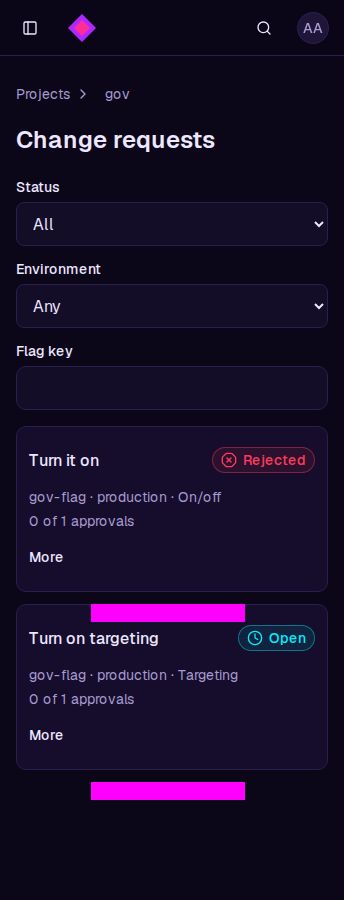 AA
Projects > gov
Change requests
Status
All
Environment
Any
Flag key
Turn it on
Rejected
gov-flag · production · On/off
0 of 1 approvals
More
Turn on targeting
Open
gov-flag · production · Targeting
0 of 1 approvals
More